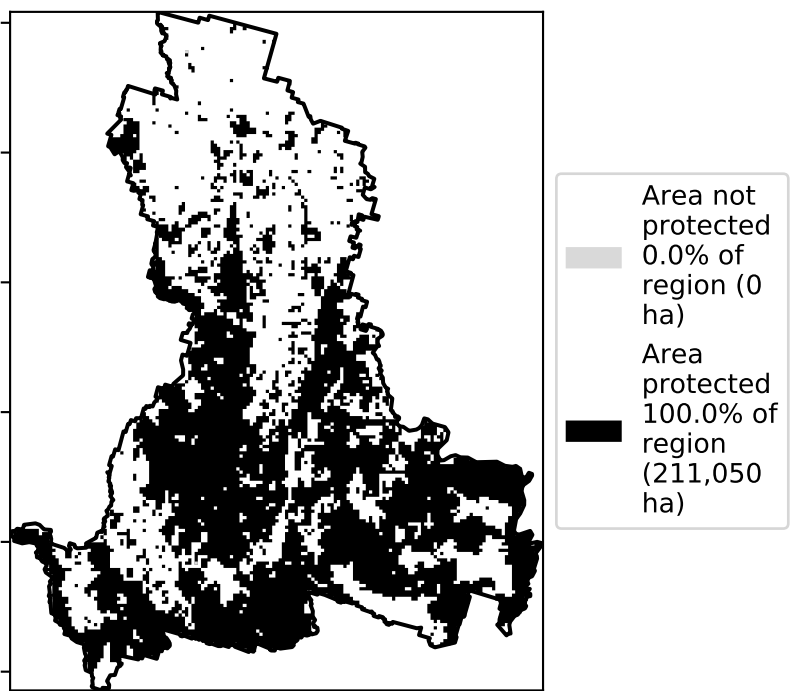 Area not
protected
0.0% of
region (0
ha)
Area
protected
100.0% of
region
(211,050
ha)